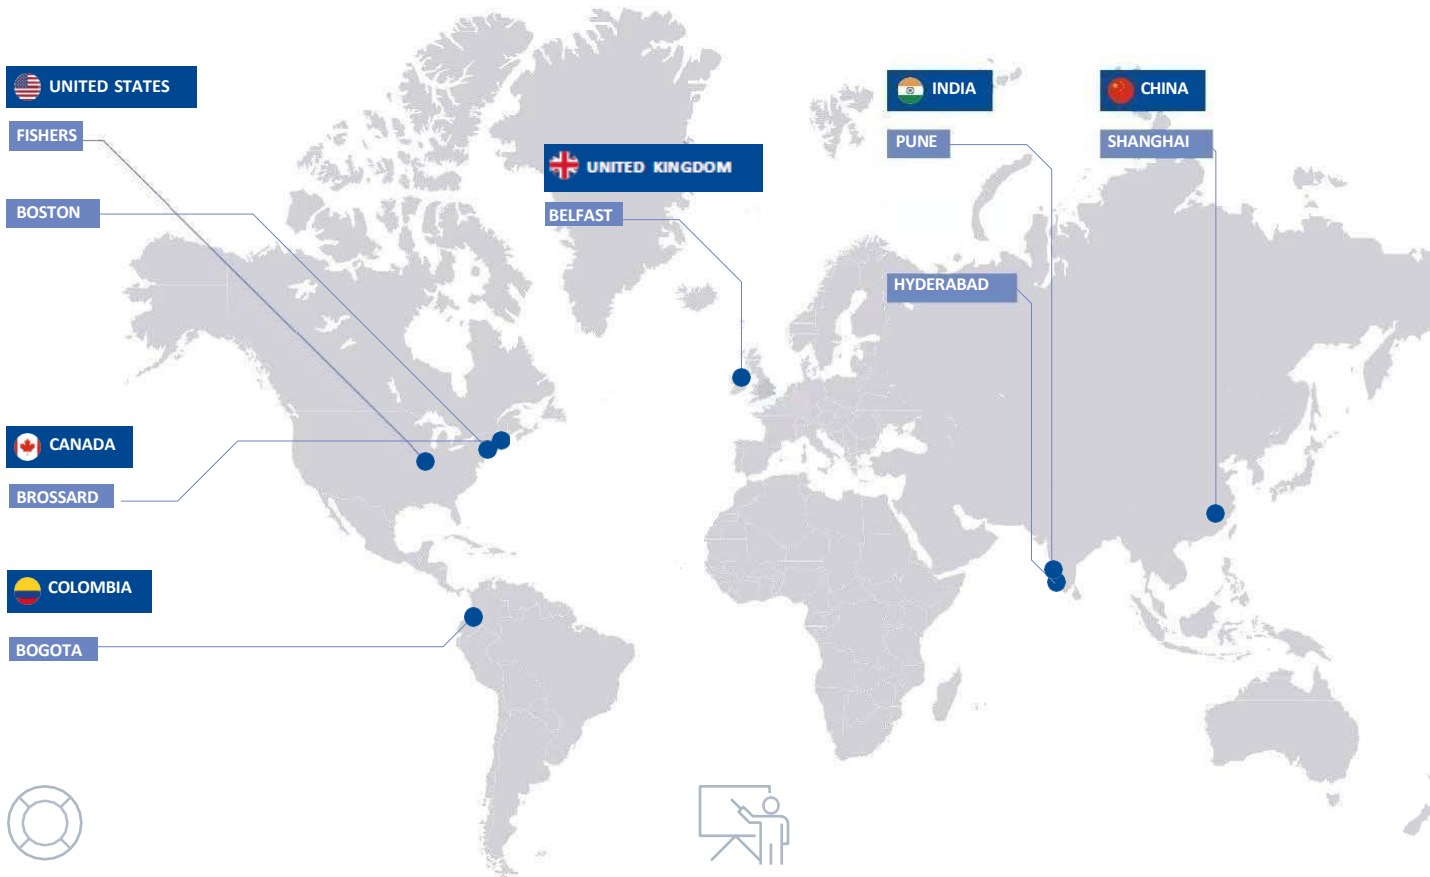 UNITED STATES
FISHERS
BOSTON
CANADA
BROSSARD
COLOMBIA
BOGOTA
UNITED KINGDOM
BELFAST
INDIA
PUNE
HYDERABAD
CHINA
SHANGHAI